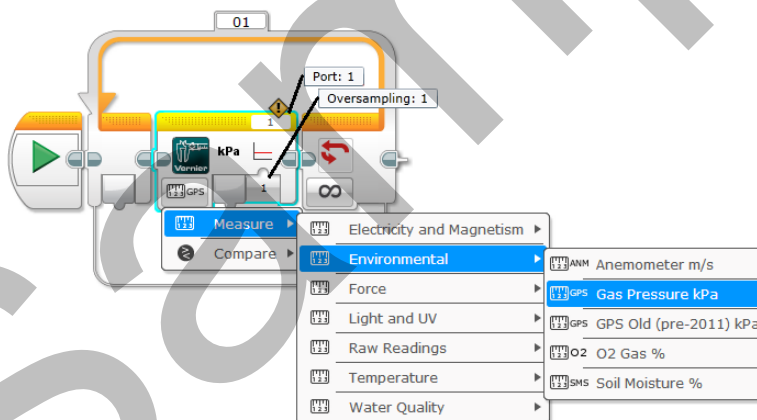 01
Port: 1
Oversampling: 1
1
kPa
Vernier
GPS
1
Measure
Compare
Electricity and Magnetism
Environmental
Force
Light and UV
Raw Readings
Temperature
Water Quality
ANM Anemometer m/s
GPS Gas Pressure kPa
GPS GPS Old (pre-2011) kPa
O2 O2 Gas %
SMS Soil Moisture %